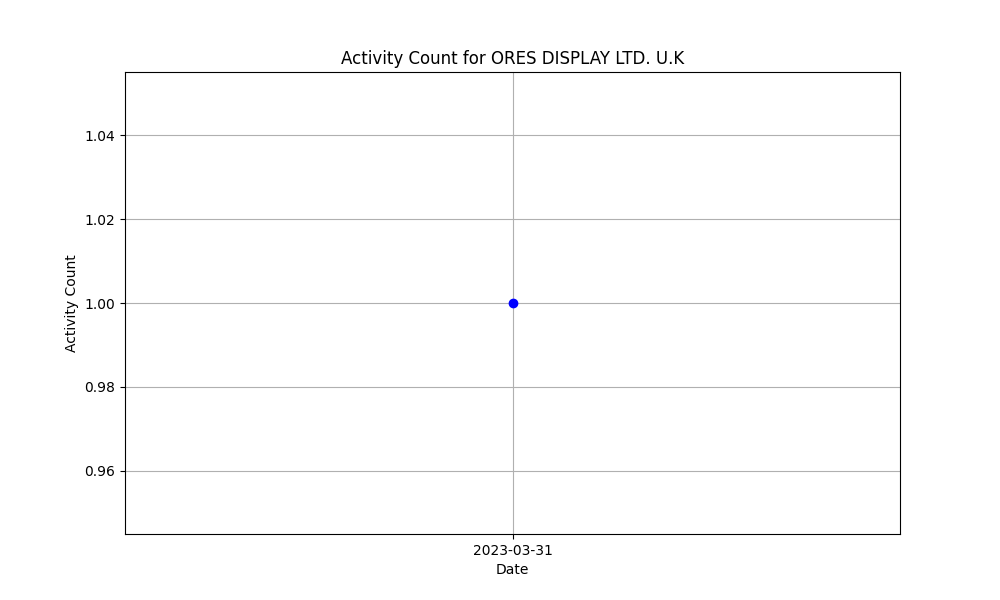 Activity Count for ORES DISPLAY LTD. U.K
1.04
1.02
1.00
0.98
0.96
Activity Count
2023-03-31
Date